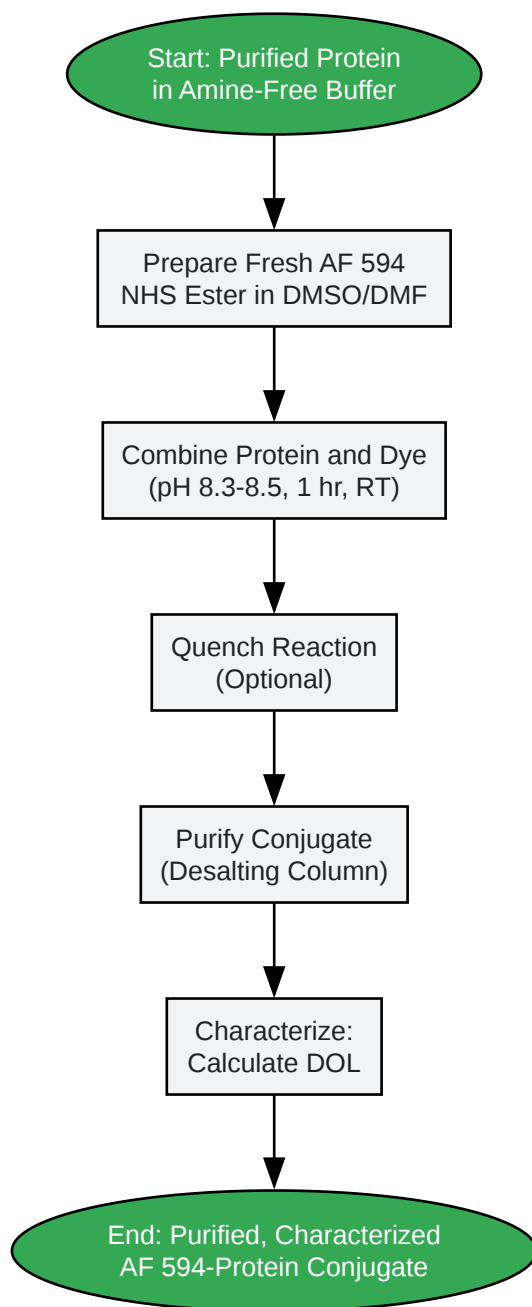 Start: Purified Protein
in Amine-Free Buffer
Prepare Fresh AF 594
NHS Ester in DMSO/DMF
Combine Protein and Dye
(pH 8.3-8.5, 1 hr, RT)
Quench Reaction
(Optional)
Purify Conjugate
(Desalting Column)
Characterize:
Calculate DOL
End: Purified, Characterized
AF 594-Protein Conjugate